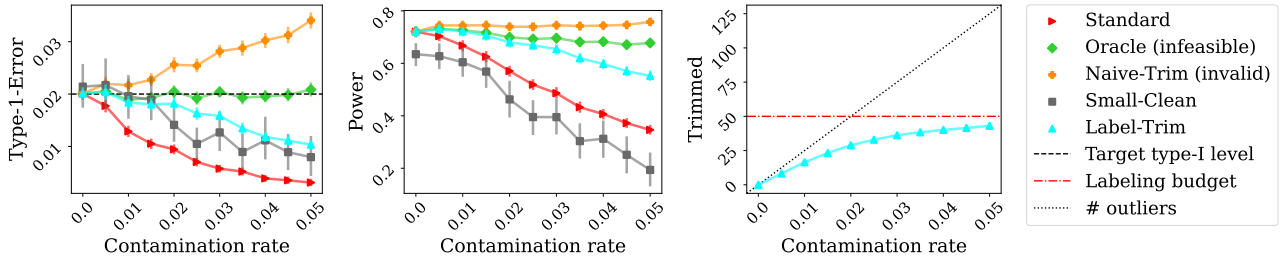 Type-1-Error
0.03
0.02
0.01
0.0
0.01
0.02
0.03
0.04
0.05
Contamination rate
Power
0.8
0.6
0.4
0.2
0.0
0.01
0.02
0.03
0.04
0.05
Contamination rate
Trimmed
125
100
75
50
25
0
0.0
0.01
0.02
0.03
0.04
0.05
Contamination rate
Standard
Oracle (infeasible)
Naive-Trim (invalid)
Small-Clean
Label-Trim
Target type-I level
Labeling budget
# outliers